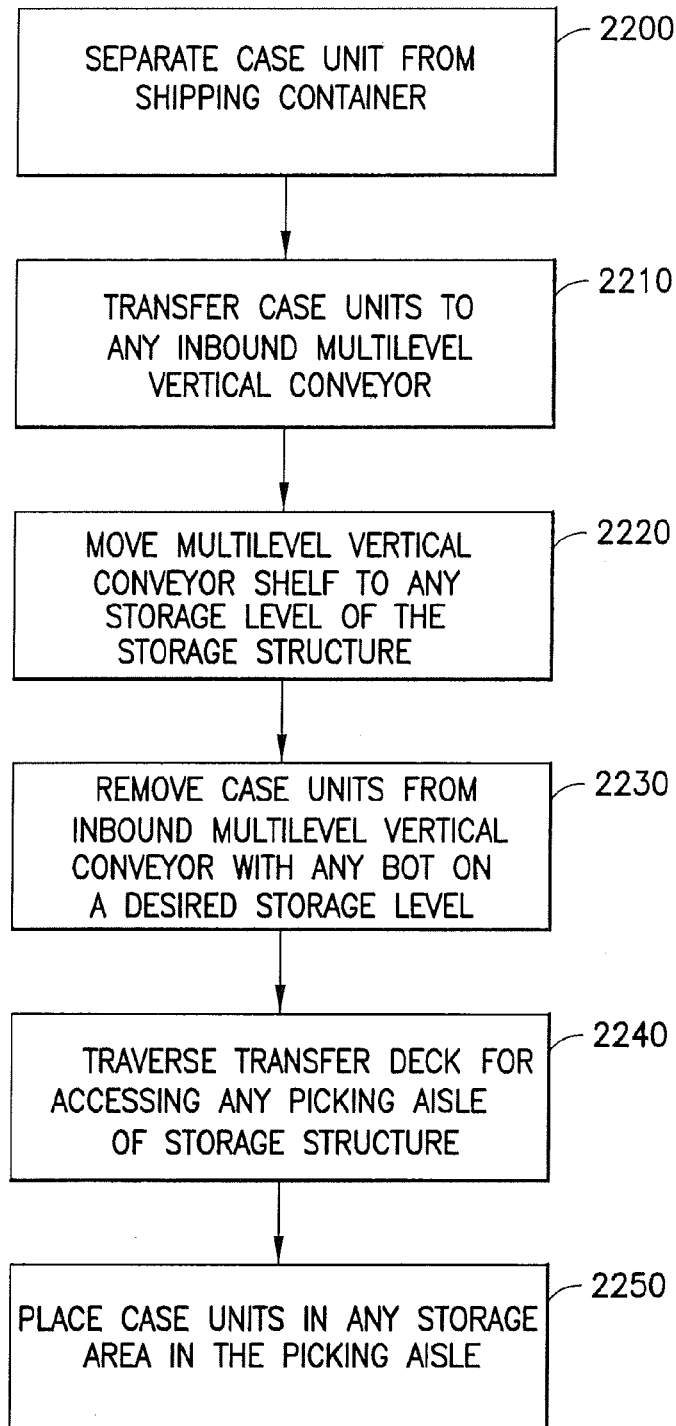 2200
SEPARATE CASE UNIT FROM
SHIPPING CONTAINER
2210
TRANSFER CASE UNITS TO
ANY INBOUND MULTILEVEL
VERTICAL CONVEYOR
2220
MOVE MULTILEVEL VERTICAL
CONVEYOR SHELF TO ANY
STORAGE LEVEL OF THE
STORAGE STRUCTURE
2230
REMOVE CASE UNITS FROM
INBOUND MULTILEVEL VERTICAL
CONVEYOR WITH ANY BOT ON
A DESIRED STORAGE LEVEL
2240
TRAVERSE TRANSFER DECK FOR
ACCESSING ANY PICKING AISLE
OF STORAGE STRUCTURE
2250
PLACE CASE UNITS IN ANY STORAGE
AREA IN THE PICKING AISLE